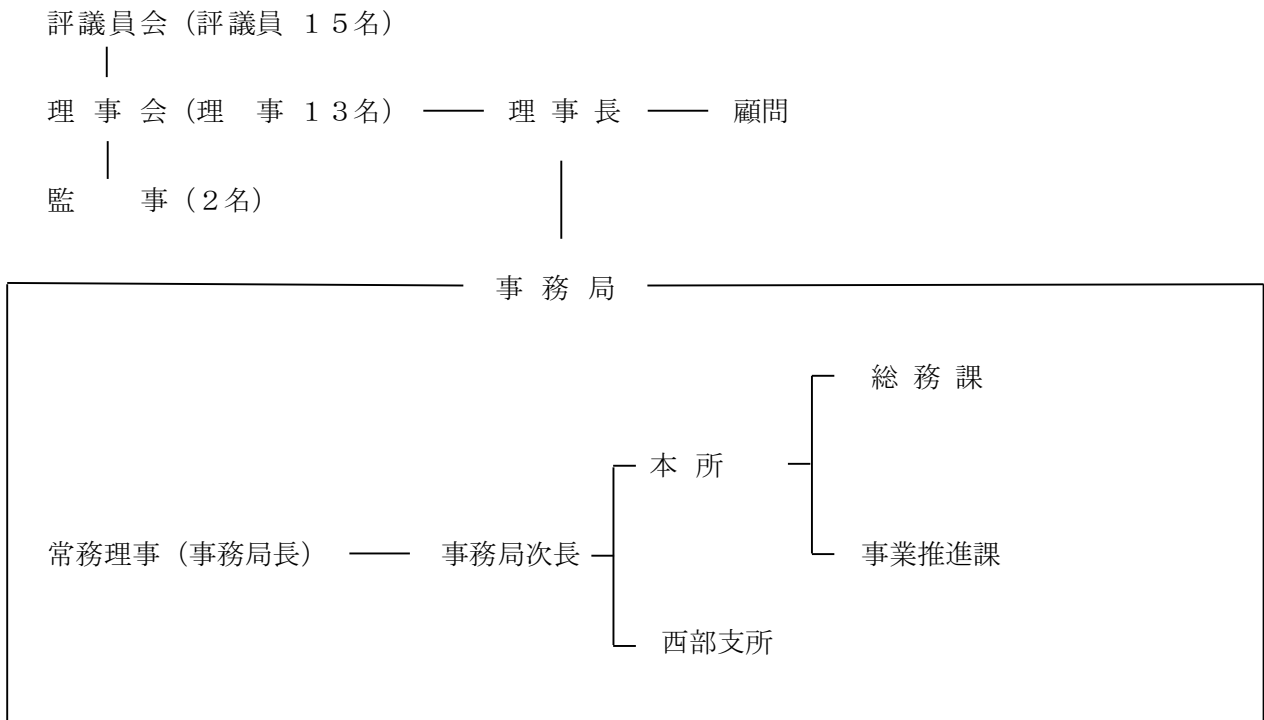 評議員会（評議員 １５名）
理 事 会（理　事 １３名） 理 事 長 顧問
監　　事（２名）
事 務 局
総 務 課
本 所
常務理事（事務局長） 事務局次長 事業推進課
西部支所